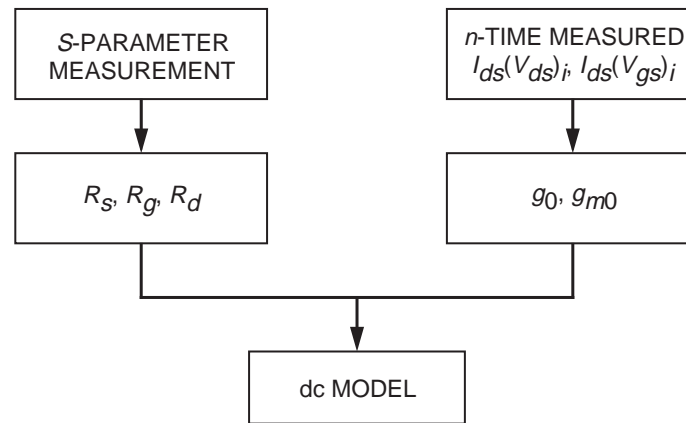 S-PARAMETER
MEASUREMENT
n-TIME MEASURED
Ids(Vds)i, Ids(Vgs)i
Rs, Rg, Rd
g0, gm0
dc MODEL